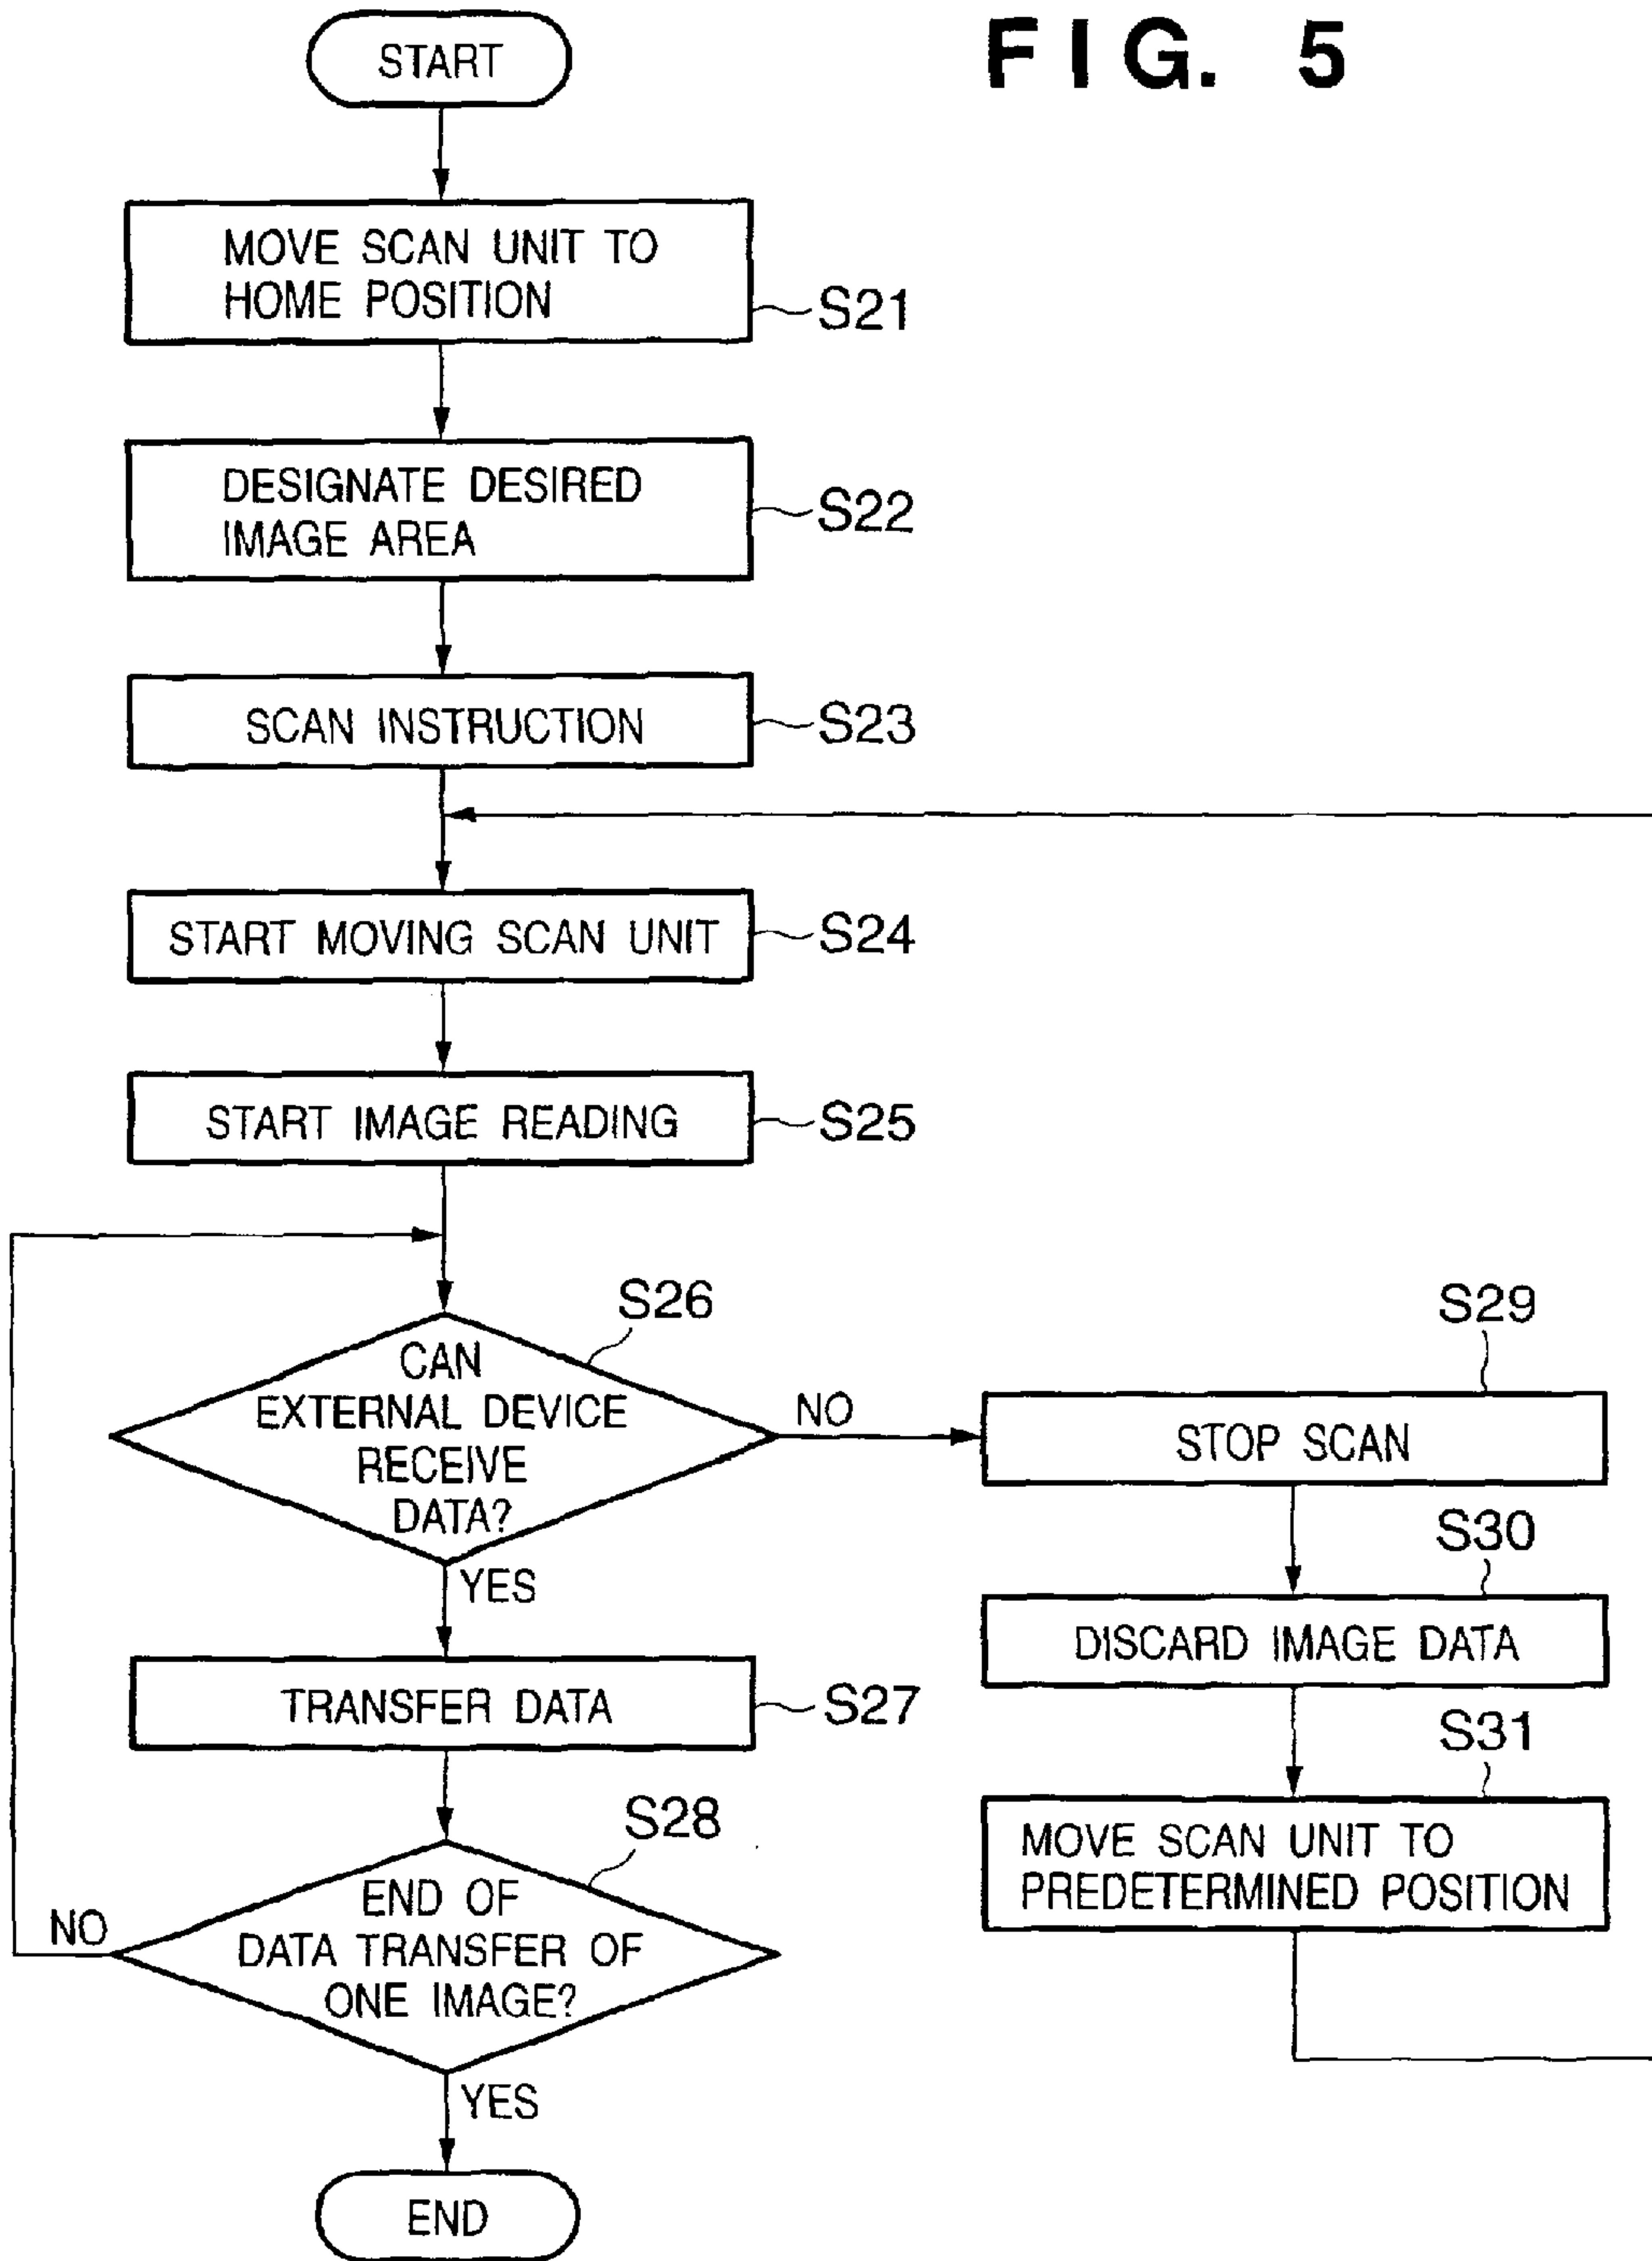 FIG. 5
START
MOVE SCAN UNIT TO
HOME POSITION
S21
DESIGNATE DESIRED
IMAGE AREA
S22
SCAN INSTRUCTION
S23
START MOVING SCAN UNIT
S24
START IMAGE READING
S25
S26
CAN
EXTERNAL DEVICE
RECEIVE
DATA?
NO
YES
S29
STOP SCAN
S30
DISCARD IMAGE DATA
S31
MOVE SCAN UNIT TO
PREDETERMINED POSITION
TRANSFER DATA
S27
S28
END OF
DATA TRANSFER OF
ONE IMAGE?
NO
YES
END